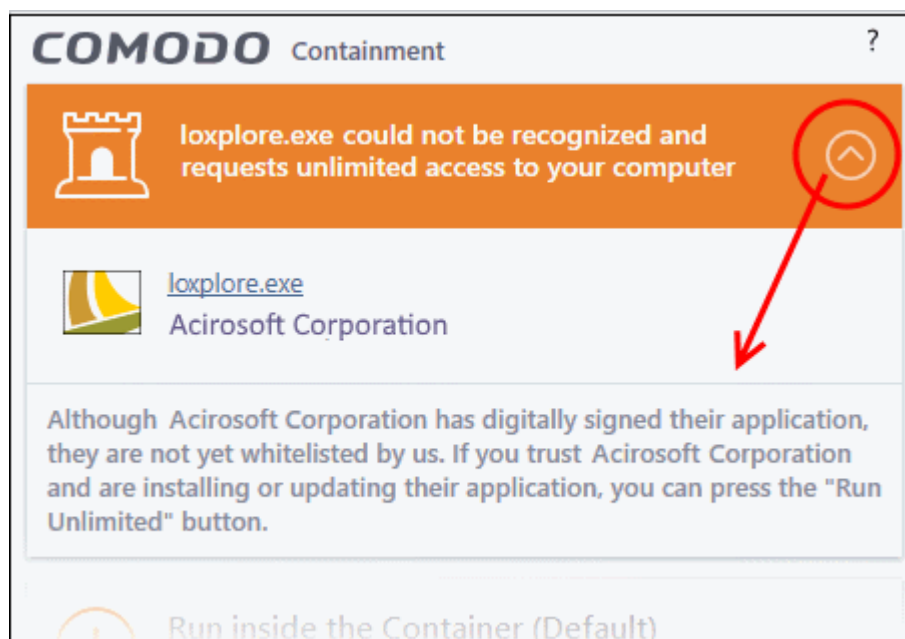 COMODO Containment ?
loxplore.exe could not be recognized and
requests unlimited access to your computer
loxplore.exe
Acirosoft Corporation
Although Acirosoft Corporation has digitally signed their application,
they are not yet whitelisted by us. If you trust Acirosoft Corporation
and are installing or updating their application, you can press the "Run
Unlimited" button.
Run inside the Container (Default)